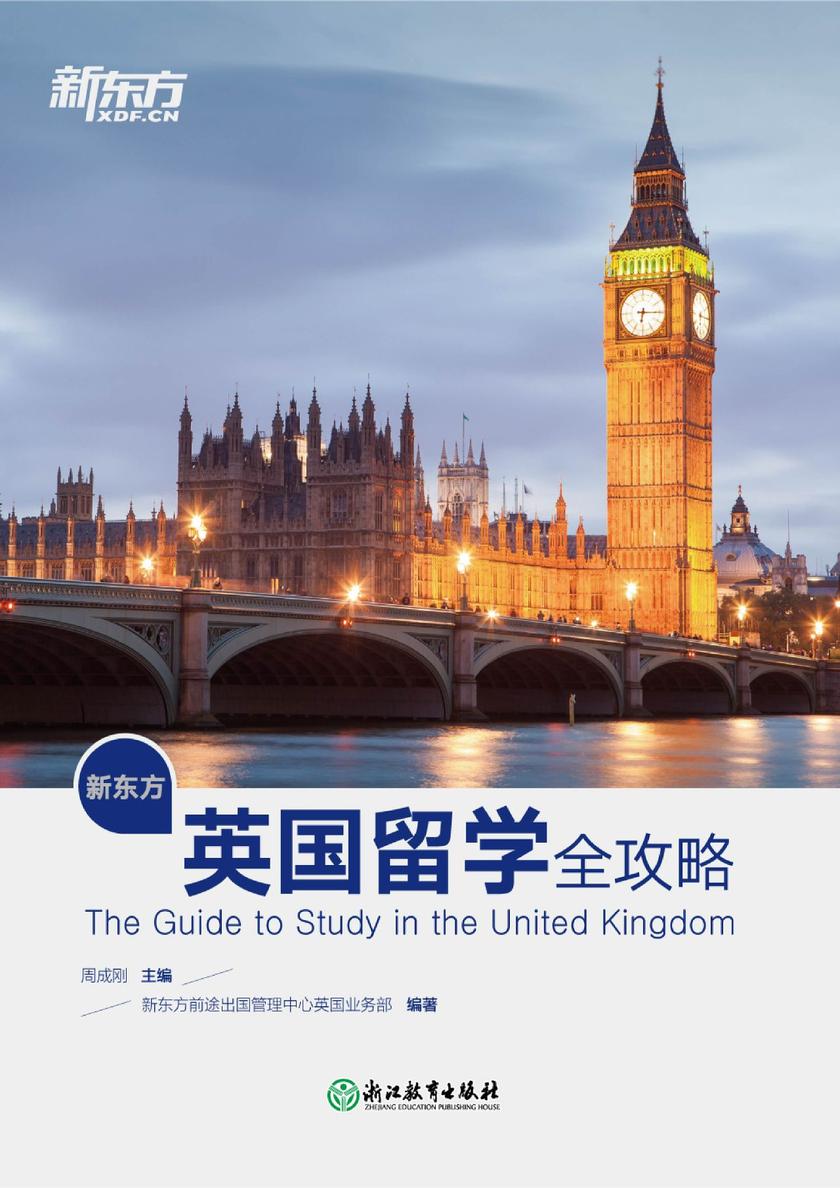 新东方
XDF.CN
新东方
英国留学全攻略
The Guide to Study in the United Kingdom
周成刚 主编
新东方前途出国管理中心英国业务部 编著
浙江教育出版社
ZHEJIANG EDUCATION PUBLISHING HOUSE